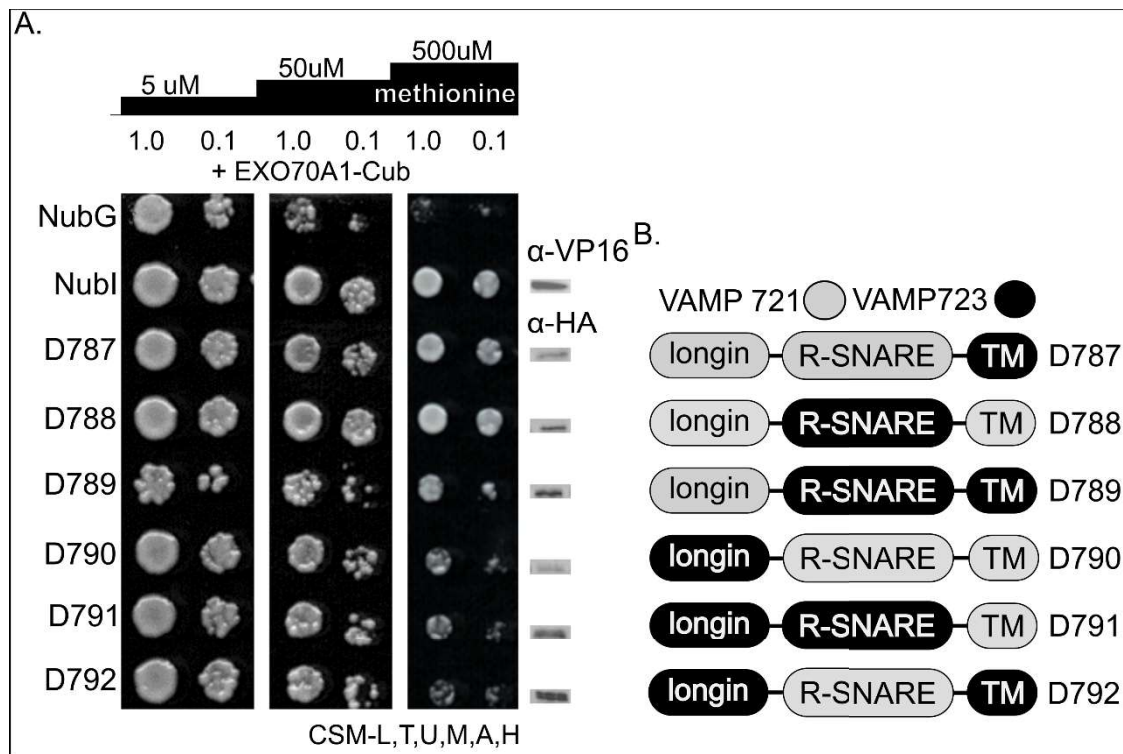 A.
5 uM 50uM 500uM
methionine
1.0 0.1 1.0 0.1 1.0 0.1
+ EXO70A1-Cub
NubG
NubI
D787
D788
D789
D790
D791
D792
α-VP16
α-HA
CSM-L,T,U,M,A,H
B.
VAMP 721 VAMP723
longin R-SNARE TM D787
longin R-SNARE TM D788
longin R-SNARE TM D789
longin R-SNARE TM D790
longin R-SNARE TM D791
longin R-SNARE TM D792